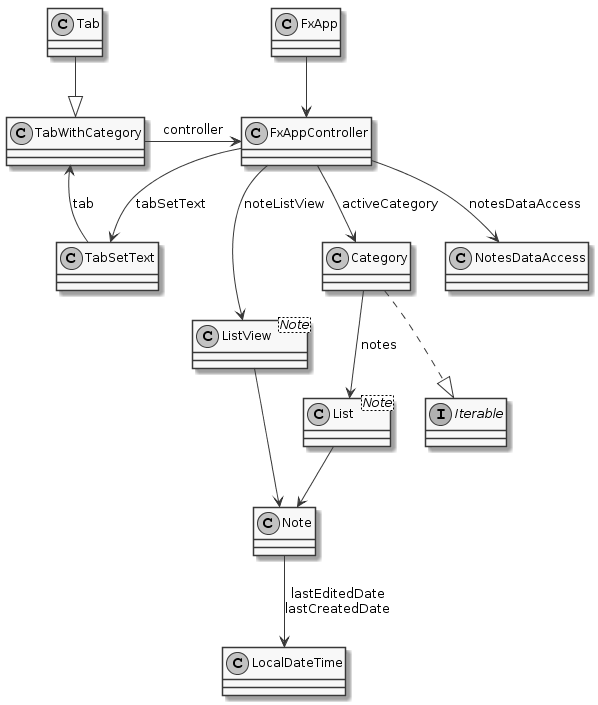 C Tab
C FxApp
C TabWithCategory
controller
C FxAppController
tab
tabSetText
noteListView
activeCategory
notesDataAccess
C TabSetText
C Category
C NotesDataAccess
C ListView Note
notes
C List Note
I Iterable
C Note
lastEditedDate
lastCreatedDate
C LocalDateTime